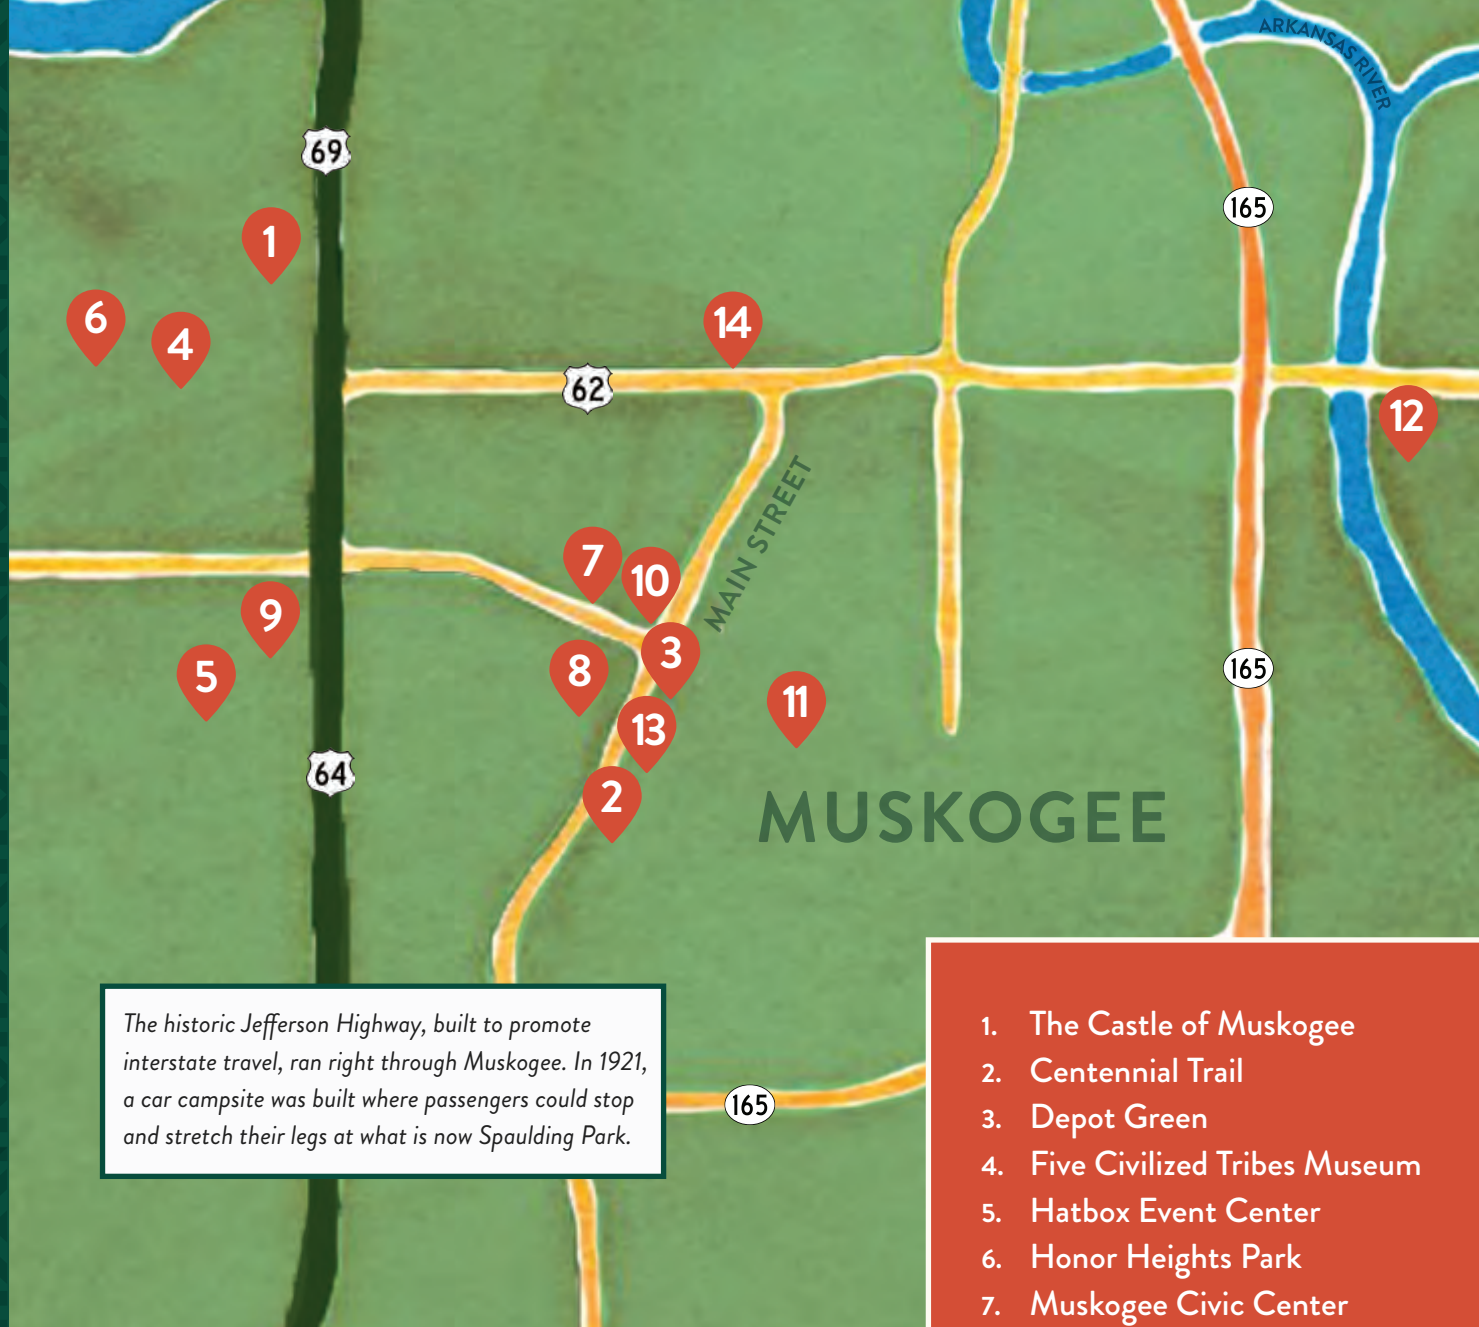 ARKANSAS RIVER
69
165
1
6
4
14
62
12
MAIN STREET
7
10
9
3
8
5
11
165
13
64
2
MUSKOGEE
The historic Jefferson Highway, built to promote
interstate travel, ran right through Muskogee. In 1921,
a car campsite was built where passengers could stop
and stretch their legs at what is now Spaulding Park.
165
1. The Castle of Muskogee
2. Centennial Trail
3. Depot Green
4. Five Civilized Tribes Museum
5. Hatbox Event Center
6. Honor Heights Park
7. Muskogee Civic Center